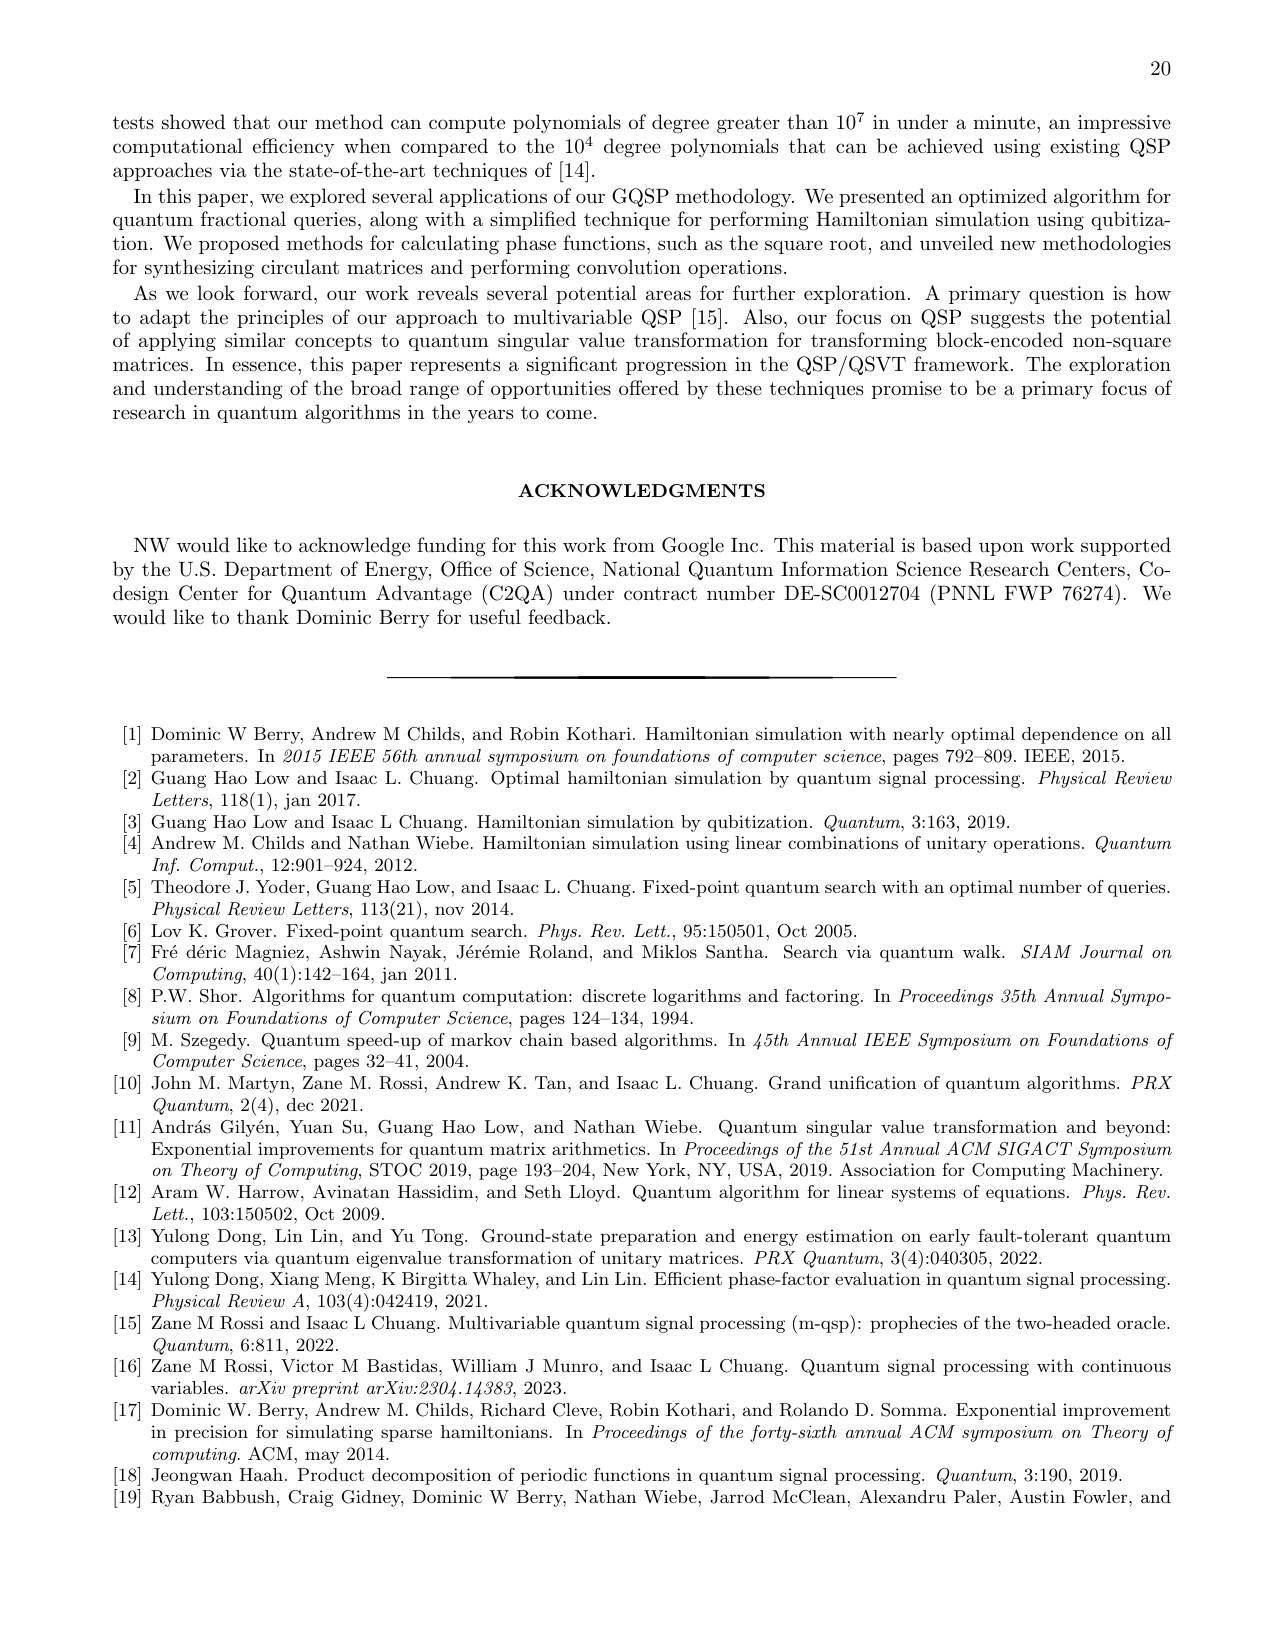 20
tests showed that our method can compute polynomials of degree greater than 10⁷ in under a minute, an impressive
computational efficiency when compared to the 10⁴ degree polynomials that can be achieved using existing QSP
approaches via the state-of-the-art techniques of [14].
In this paper, we explored several applications of our GQSP methodology. We presented an optimized algorithm for
quantum fractional queries, along with a simplified technique for performing Hamiltonian simulation using qubitiza-
tion. We proposed methods for calculating phase functions, such as the square root, and unveiled new methodologies
for synthesizing circulant matrices and performing convolution operations.
As we look forward, our work reveals several potential areas for further exploration. A primary question is how
to adapt the principles of our approach to multivariable QSP [15]. Also, our focus on QSP suggests the potential
of applying similar concepts to quantum singular value transformation for transforming block-encoded non-square
matrices. In essence, this paper represents a significant progression in the QSP/QSVT framework. The exploration
and understanding of the broad range of opportunities offered by these techniques promise to be a primary focus of
research in quantum algorithms in the years to come.
ACKNOWLEDGMENTS
NW would like to acknowledge funding for this work from Google Inc. This material is based upon work supported
by the U.S. Department of Energy, Office of Science, National Quantum Information Science Research Centers, Co-
design Center for Quantum Advantage (C2QA) under contract number DE-SC0012704 (PNNL FWP 76274). We
would like to thank Dominic Berry for useful feedback.
[1] Dominic W Berry, Andrew M Childs, and Robin Kothari. Hamiltonian simulation with nearly optimal dependence on all
parameters. In 2015 IEEE 56th annual symposium on foundations of computer science, pages 792–809. IEEE, 2015.
[2] Guang Hao Low and Isaac L. Chuang. Optimal hamiltonian simulation by quantum signal processing. Physical Review
Letters, 118(1), jan 2017.
[3] Guang Hao Low and Isaac L Chuang. Hamiltonian simulation by qubitization. Quantum, 3:163, 2019.
[4] Andrew M. Childs and Nathan Wiebe. Hamiltonian simulation using linear combinations of unitary operations. Quantum
Inf. Comput., 12:901–924, 2012.
[5] Theodore J. Yoder, Guang Hao Low, and Isaac L. Chuang. Fixed-point quantum search with an optimal number of queries.
Physical Review Letters, 113(21), nov 2014.
[6] Lov K. Grover. Fixed-point quantum search. Phys. Rev. Lett., 95:150501, Oct 2005.
[7] Fré déric Magniez, Ashwin Nayak, Jérémie Roland, and Miklos Santha. Search via quantum walk. SIAM Journal on
Computing, 40(1):142–164, jan 2011.
[8] P.W. Shor. Algorithms for quantum computation: discrete logarithms and factoring. In Proceedings 35th Annual Sympo-
sium on Foundations of Computer Science, pages 124–134, 1994.
[9] M. Szegedy. Quantum speed-up of markov chain based algorithms. In 45th Annual IEEE Symposium on Foundations of
Computer Science, pages 32–41, 2004.
[10] John M. Martyn, Zane M. Rossi, Andrew K. Tan, and Isaac L. Chuang. Grand unification of quantum algorithms. PRX
Quantum, 2(4), dec 2021.
[11] András Gilyén, Yuan Su, Guang Hao Low, and Nathan Wiebe. Quantum singular value transformation and beyond:
Exponential improvements for quantum matrix arithmetics. In Proceedings of the 51st Annual ACM SIGACT Symposium
on Theory of Computing, STOC 2019, page 193–204, New York, NY, USA, 2019. Association for Computing Machinery.
[12] Aram W. Harrow, Avinatan Hassidim, and Seth Lloyd. Quantum algorithm for linear systems of equations. Phys. Rev.
Lett., 103:150502, Oct 2009.
[13] Yulong Dong, Lin Lin, and Yu Tong. Ground-state preparation and energy estimation on early fault-tolerant quantum
computers via quantum eigenvalue transformation of unitary matrices. PRX Quantum, 3(4):040305, 2022.
[14] Yulong Dong, Xiang Meng, K Birgitta Whaley, and Lin Lin. Efficient phase-factor evaluation in quantum signal processing.
Physical Review A, 103(4):042419, 2021.
[15] Zane M Rossi and Isaac L Chuang. Multivariable quantum signal processing (m-qsp): prophecies of the two-headed oracle.
Quantum, 6:811, 2022.
[16] Zane M Rossi, Victor M Bastidas, William J Munro, and Isaac L Chuang. Quantum signal processing with continuous
variables. arXiv preprint arXiv:2304.14383, 2023.
[17] Dominic W. Berry, Andrew M. Childs, Richard Cleve, Robin Kothari, and Rolando D. Somma. Exponential improvement
in precision for simulating sparse hamiltonians. In Proceedings of the forty-sixth annual ACM symposium on Theory of
computing. ACM, may 2014.
[18] Jeongwan Haah. Product decomposition of periodic functions in quantum signal processing. Quantum, 3:190, 2019.
[19] Ryan Babbush, Craig Gidney, Dominic W Berry, Nathan Wiebe, Jarrod McClean, Alexandru Paler, Austin Fowler, and